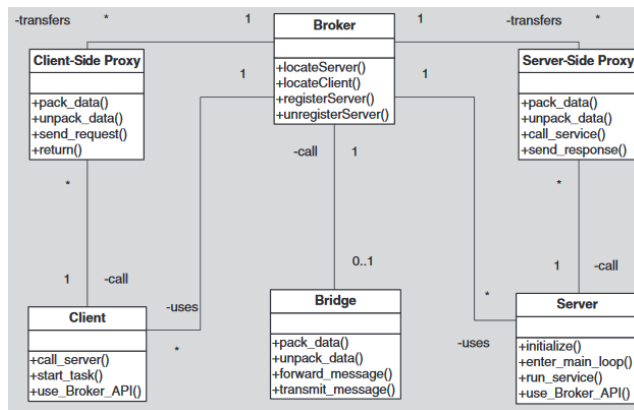 -transfers * 1 Broker 1 -transfers *
Client-Side Proxy
+pack_data()
+unpack_data()
+send_request()
+return()
+locateServer()
+locateClient()
+registerServer()
+unregisterServer()
Server-Side Proxy
+pack_data()
+unpack_data()
+call_service()
+send_response()
1 1
-call 1
* *
0..1
1 -call
1 -call
-uses
*
*
-uses
Client
+call_server()
+start_task()
+use_Broker_API()
Bridge
+pack_data()
+unpack_data()
+forward_message()
+transmit_message()
Server
+initialize()
+enter_main_loop()
+run_service()
+use_Broker_API()